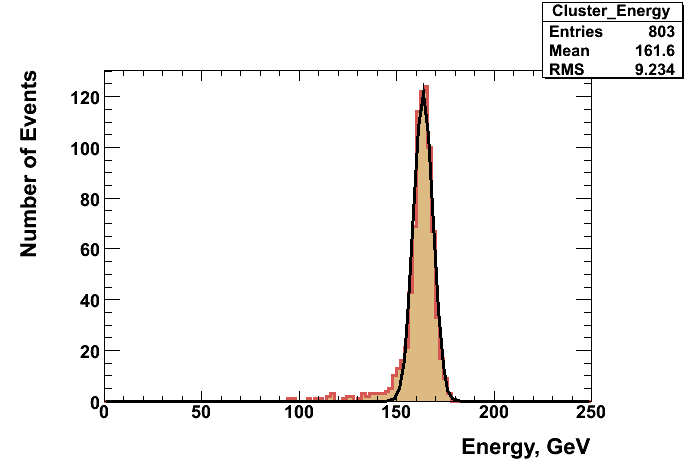 Cluster_Energy
Entries 803
Mean 161.6
RMS 9.234
Number of Events
120
100
80
60
40
20
0
0 50 100 150 200 250
Energy, GeV